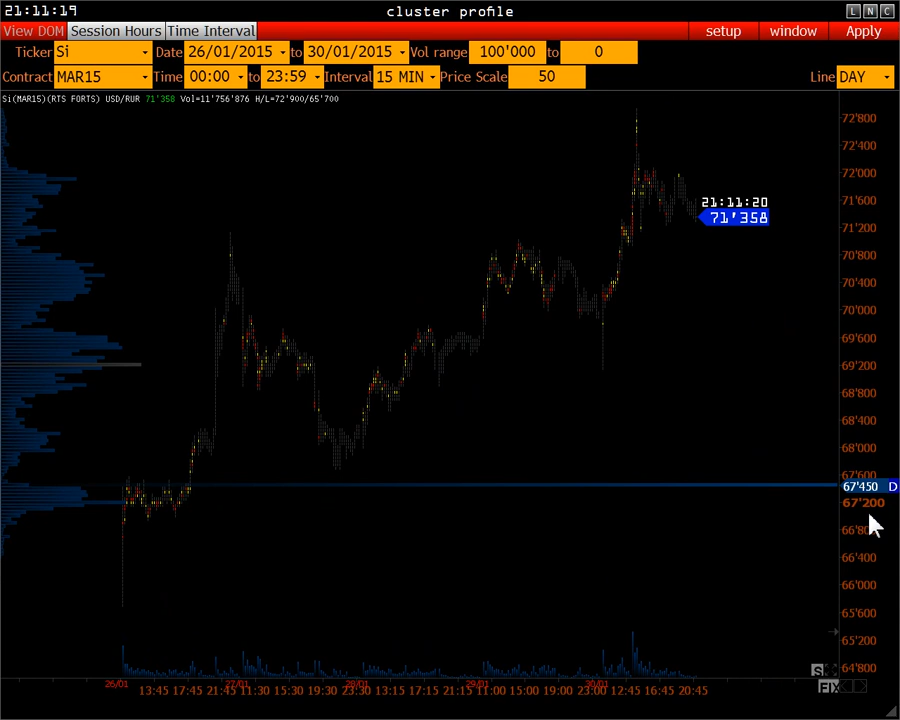 21:11:19 cluster profile L N C
View DOM Session Hours Time Interval setup window Apply
Ticker Si Date 26/01/2015 to 30/01/2015 Vol range 100'000 to 0
Contract MAR15 Time 00:00 to 23:59 Interval 15 MIN Price Scale 50 Line DAY
Si(MAR15)(RTS FORTS) USD/RUR 71'358 Vol=11'756'876 H/L=72'900/65'700
72'800
72'400
72'000
71'600
21:11:20
71'358
71'200
70'800
70'400
70'000
69'600
69'200
68'800
68'400
68'000
67'600
67'450 D
67'200
66'400
66'000
65'600
65'200
64'800
S
FIX
26/01 27/01 28/01 29/01 30/01
13:45 17:45 21:45 11:30 15:30 19:30 23:30 13:15 17:15 21:15 11:00 15:00 19:00 23:00 12:45 16:45 20:45